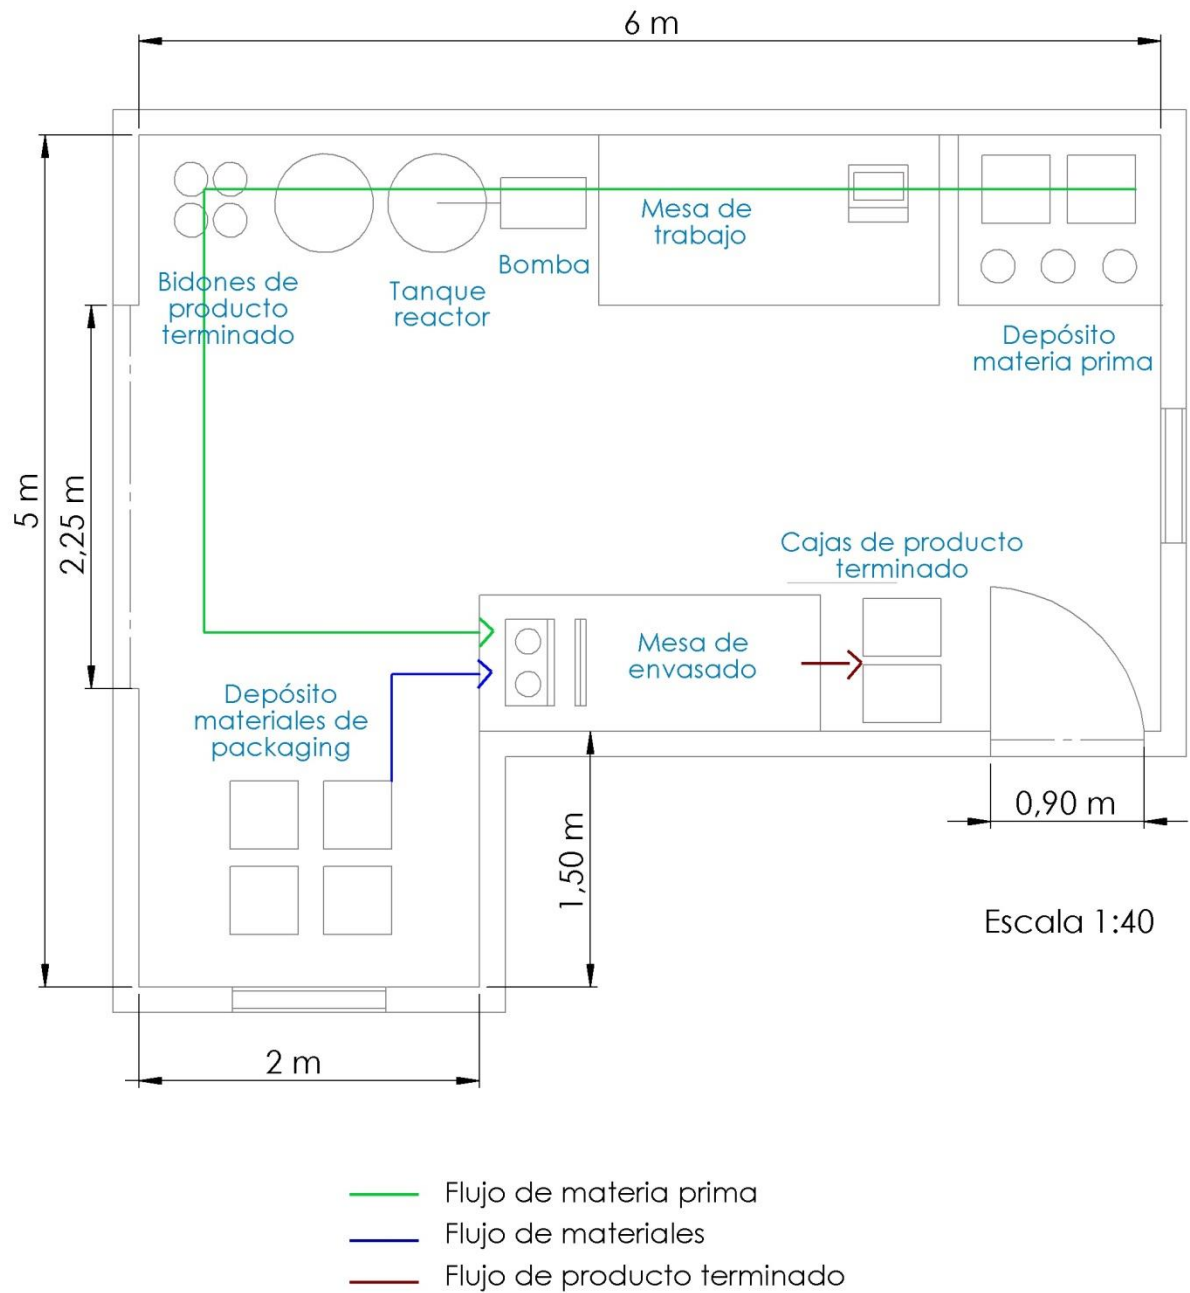 6 m
Mesa de
trabajo
Bomba
Bidones de
producto
terminado
Tanque
reactor
Depósito
materia prima
5 m
2,25 m
Cajas de producto
terminado
Mesa de
envasado
Depósito
materiales de
packaging
0,90 m
1,50 m
Escala 1:40
2 m
Flujo de materia prima
Flujo de materiales
Flujo de producto terminado